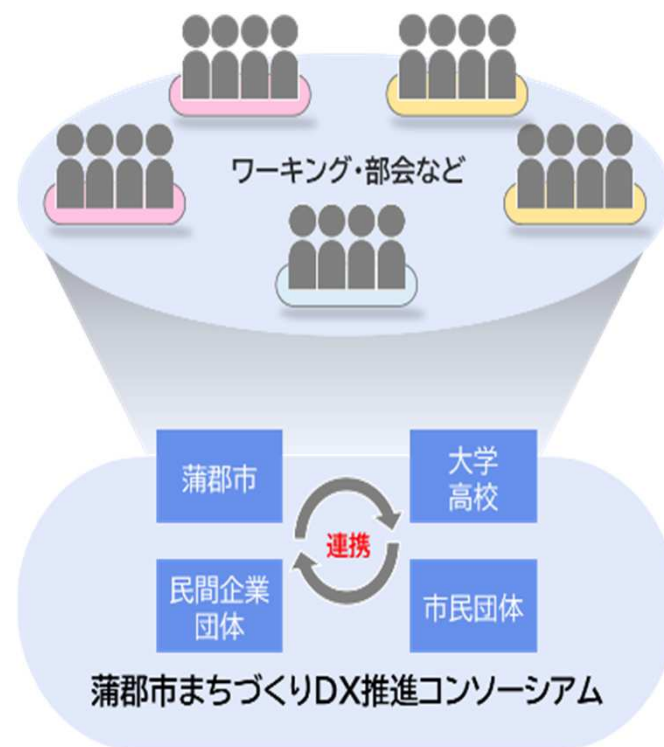 ワーキング・部会など
蒲郡市
大学
高校
連携
民間企業
団体
市民団体
蒲郡市まちづくりDX推進コンソーシアム